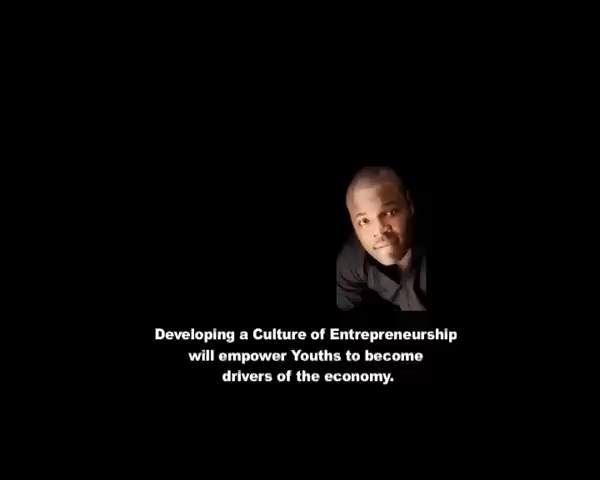 Developing a Culture of Entrepreneurship
will empower Youths to become
drivers of the economy.